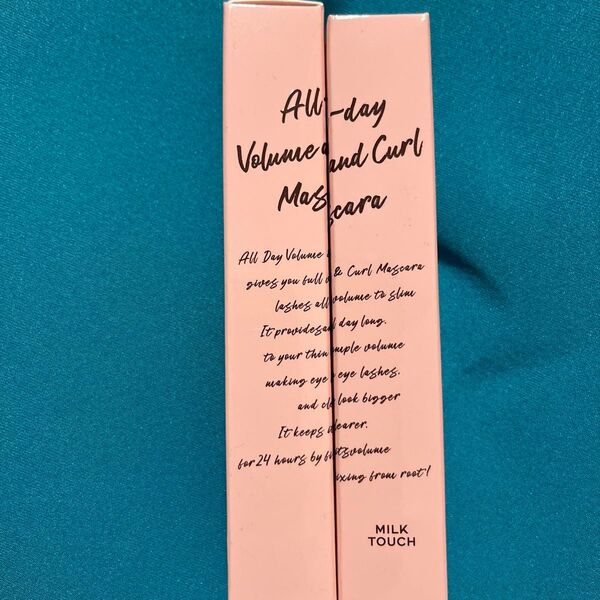 All-day
Volume and Curl
Mascara
All Day Volume & Curl Mascara
gives you full volume to slim
lashes all day long.
It provides ample volume
to your thin eye lashes.
making eye look bigger
and clearer.
It keeps itsvolume
for 24 hours by fixing from root!
MILK
TOUCH